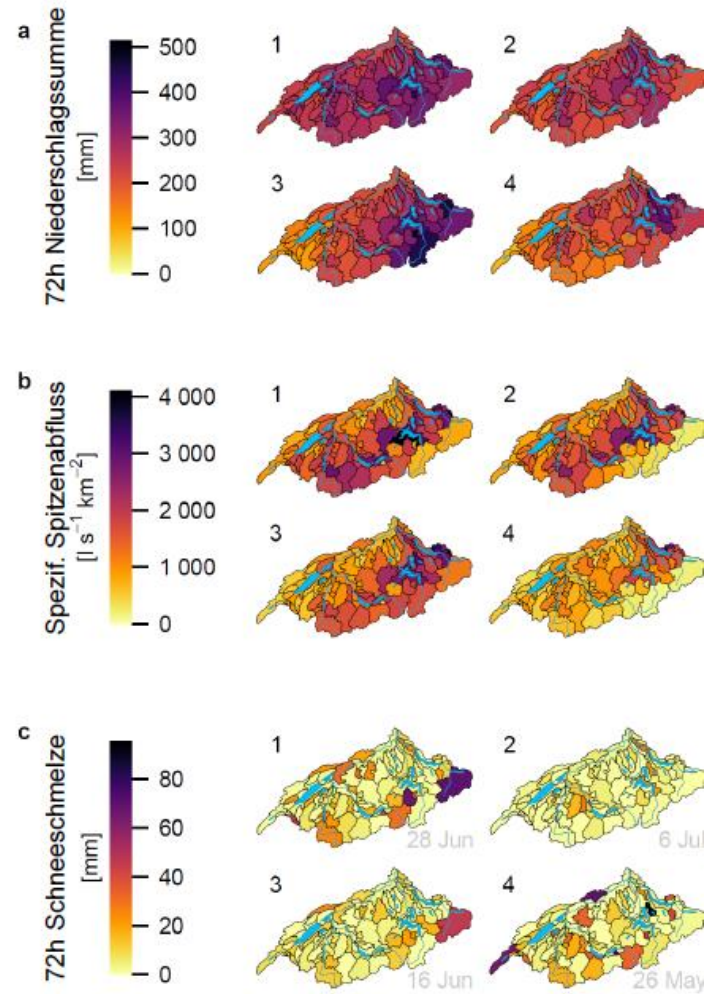 a
72h Niederschlagssumme
[mm]
500
400
300
200
100
0
1
2
3
4
b
Spezif. Spitzenabfluss
[l s⁻¹ km⁻²]
4 000
3 000
2 000
1 000
0
1
2
3
4
c
72h Schneeschmelze
[mm]
80
60
40
20
0
1
28 Jun
2
6 Jul
3
16 Jun
4
26 May